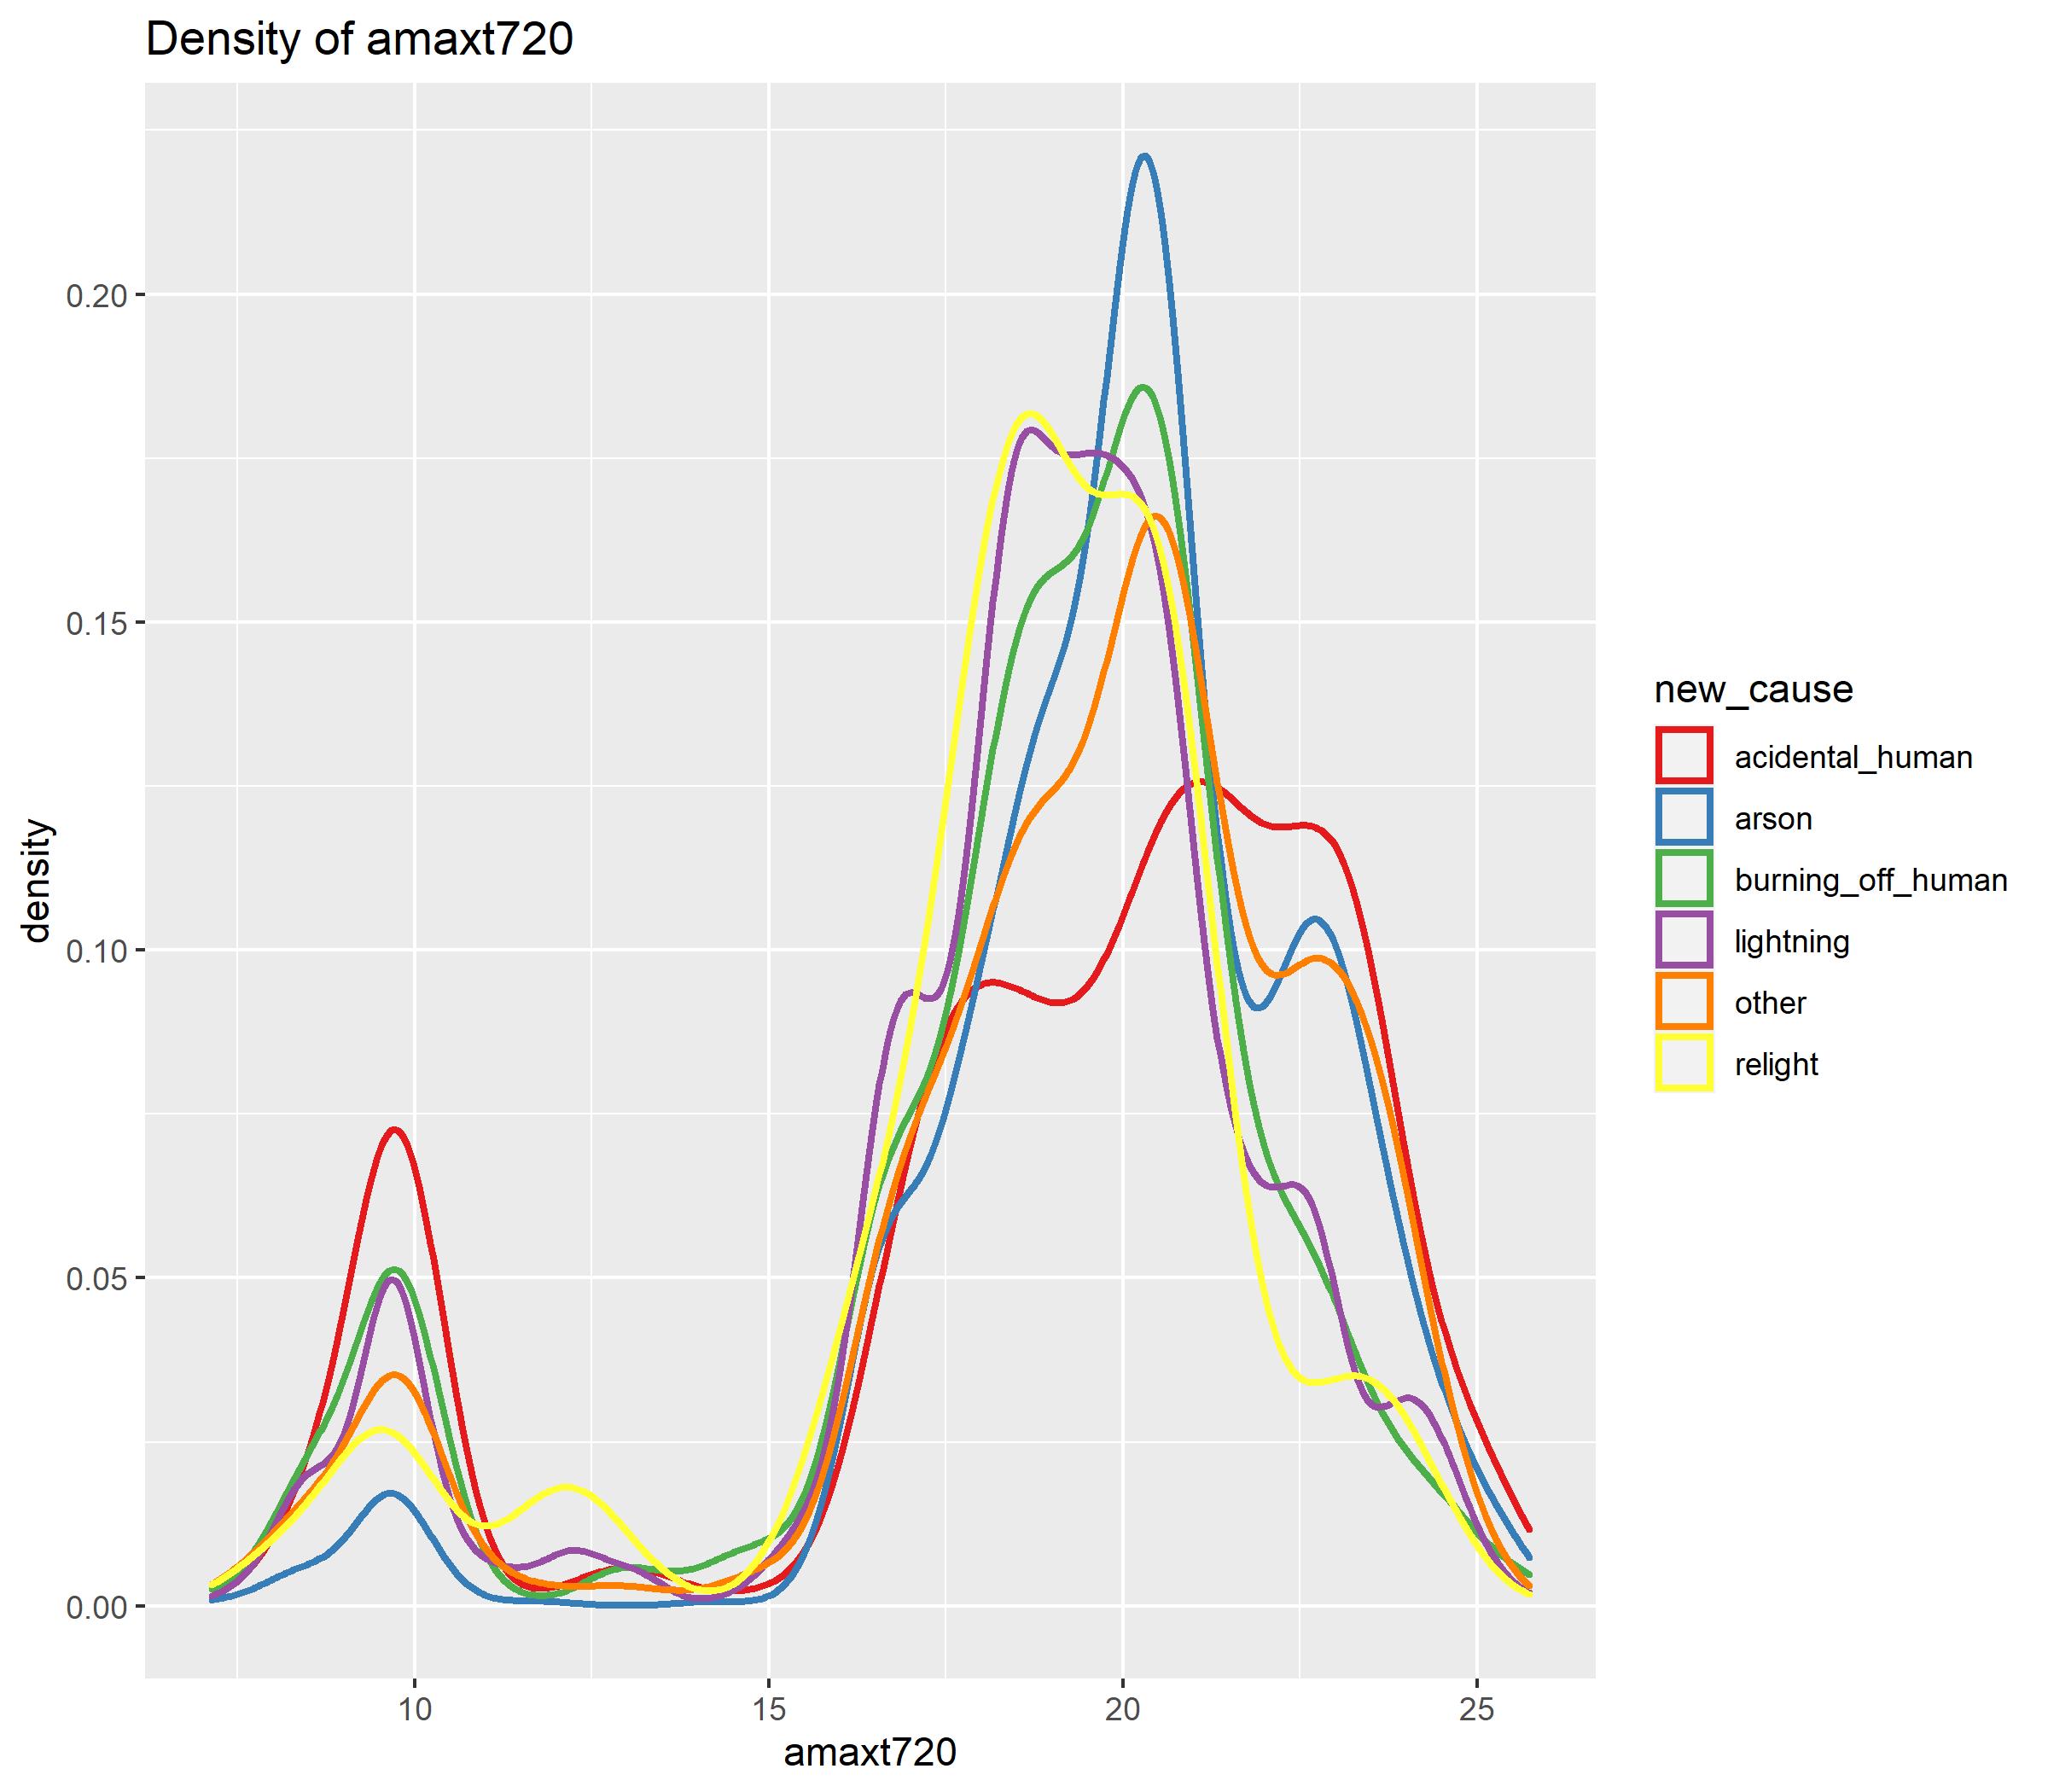 Density of amaxt720
density
0.20
0.15
0.10
0.05
0.00
10
15
20
25
amaxt720
new_cause
acidental_human
arson
burning_off_human
lightning
other
relight